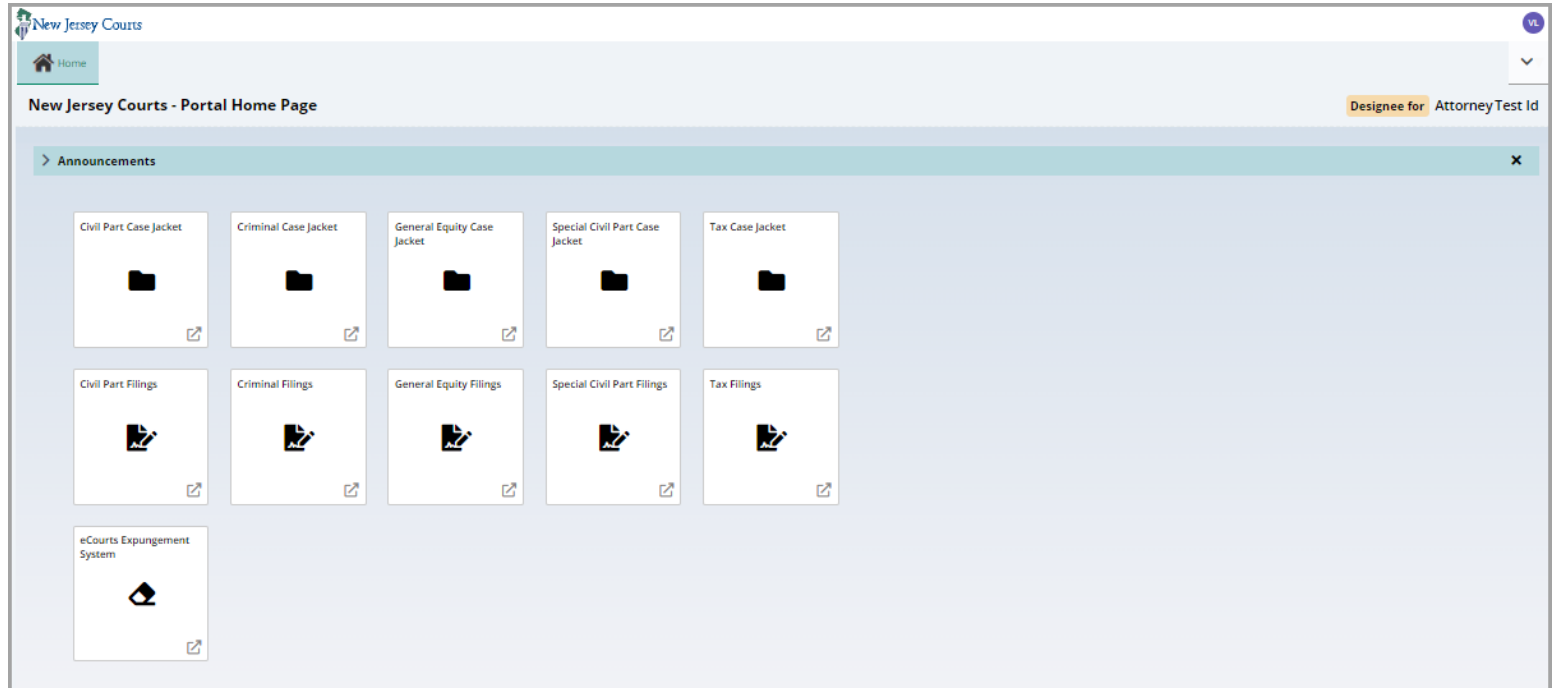 New Jersey Courts
VL
Home
New Jersey Courts - Portal Home Page
Designee for Attorney Test Id
Announcements
Civil Part Case Jacket
Criminal Case Jacket
General Equity Case
Jacket
Special Civil Part Case
Jacket
Tax Case Jacket
Civil Part Filings
Criminal Filings
General Equity Filings
Special Civil Part Filings
Tax Filings
eCourts Expungement
System